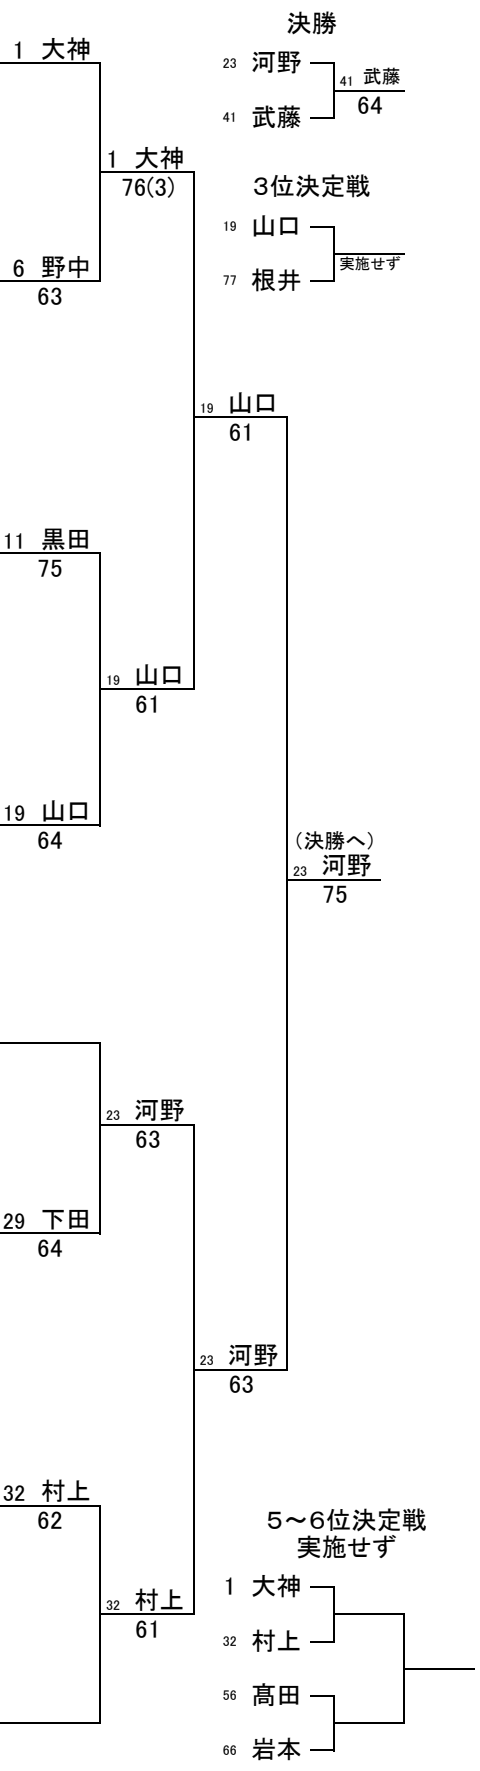 決勝
1 大神
23 河野
41 武藤
64
41 武藤
1 大神
76(3)
3位決定戦
19 山口
実施せず
77 根井
6 野中
63
19 山口
61
11 黒田
75
19 山口
61
19 山口
64
（決勝へ）
23 河野
75
23 河野
63
29 下田
64
23 河野
63
32 村上
62
5～6位決定戦
実施せず
1 大神
32 村上
61
32 村上
56 髙田
66 岩本